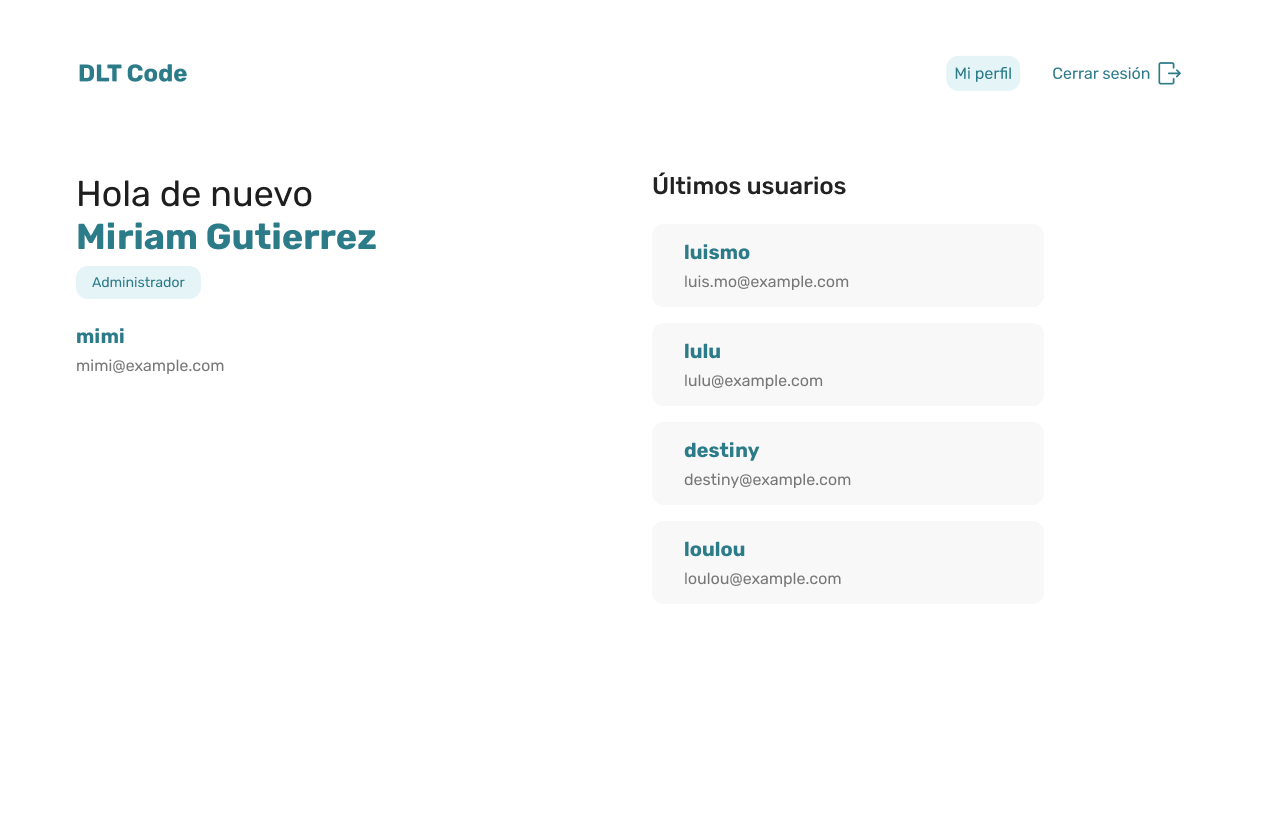 DLT Code
Mi perfil
Cerrar sesión
Hola de nuevo
Miriam Gutierrez
Administrador
mimi
mimi@example.com
Últimos usuarios
luismo
luis.mo@example.com
lulu
lulu@example.com
destiny
destiny@example.com
loulou
loulou@example.com